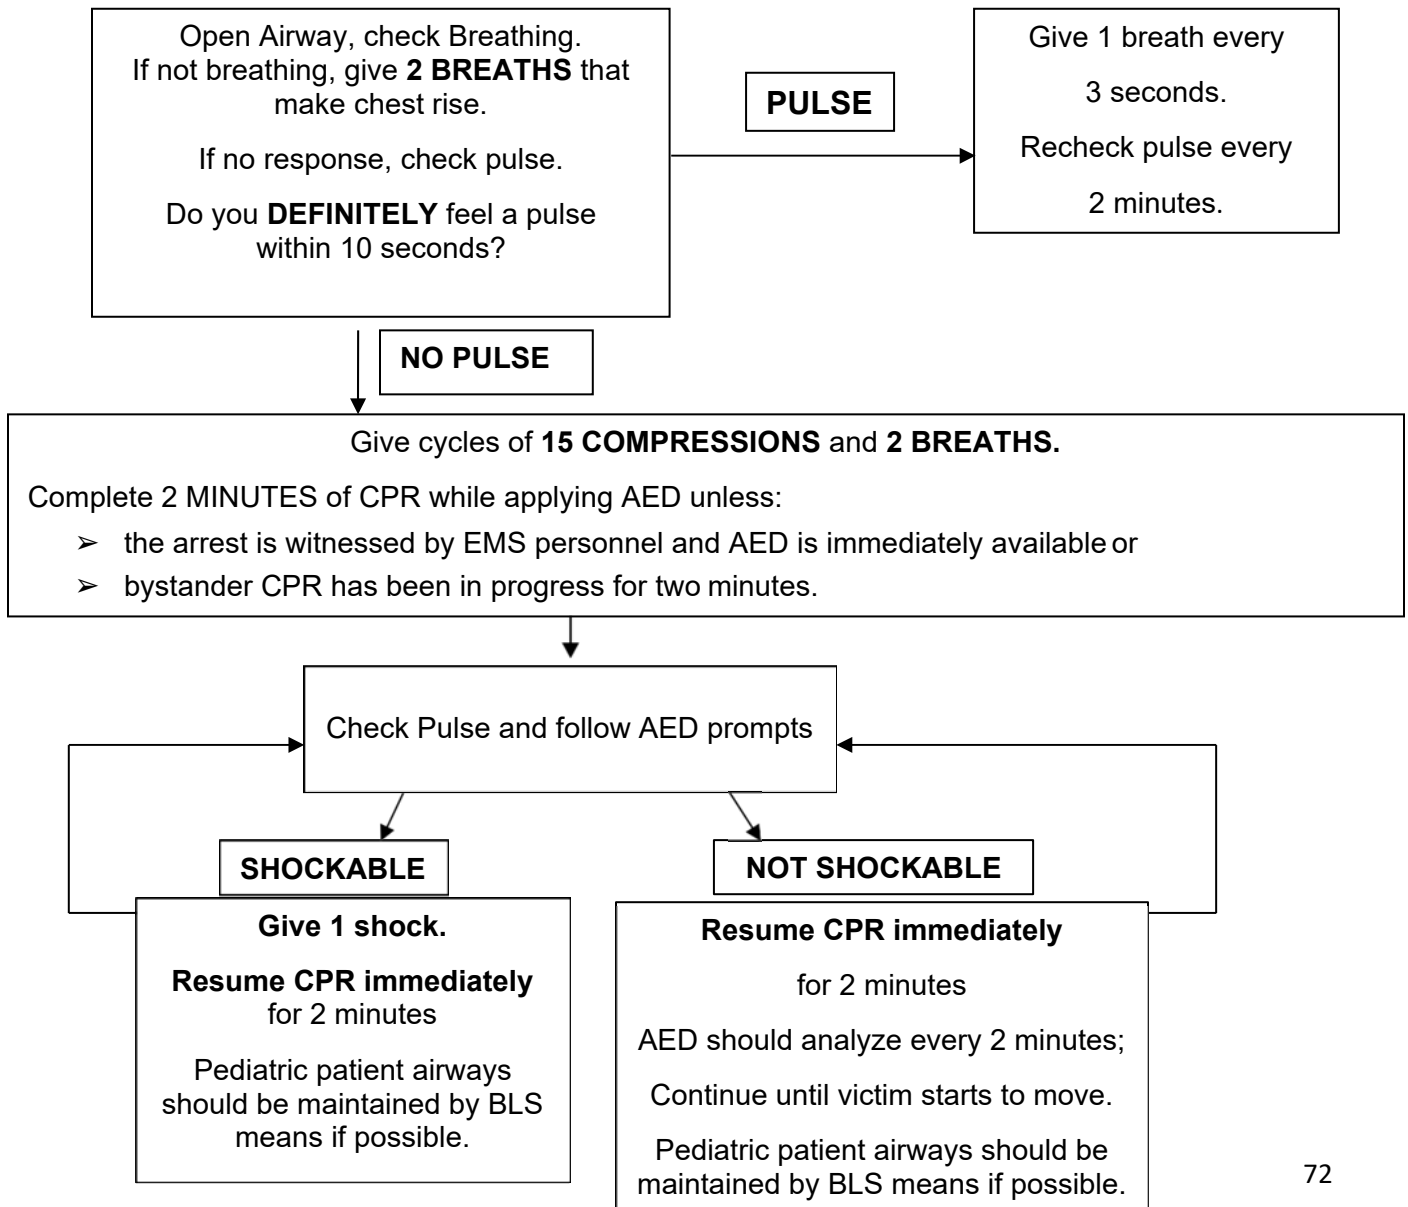 Open Airway, check Breathing.
If not breathing, give 2 BREATHS that
make chest rise.
If no response, check pulse.
Do you DEFINITELY feel a pulse
within 10 seconds?
PULSE
Give 1 breath every
3 seconds.
Recheck pulse every
2 minutes.
NO PULSE
Give cycles of 15 COMPRESSIONS and 2 BREATHS.
Complete 2 MINUTES of CPR while applying AED unless:
➢ the arrest is witnessed by EMS personnel and AED is immediately available or
➢ bystander CPR has been in progress for two minutes.
Check Pulse and follow AED prompts
SHOCKABLE
Give 1 shock.
Resume CPR immediately
for 2 minutes
Pediatric patient airways
should be maintained by BLS
means if possible.
NOT SHOCKABLE
Resume CPR immediately
for 2 minutes
AED should analyze every 2 minutes;
Continue until victim starts to move.
Pediatric patient airways should be
maintained by BLS means if possible.
72